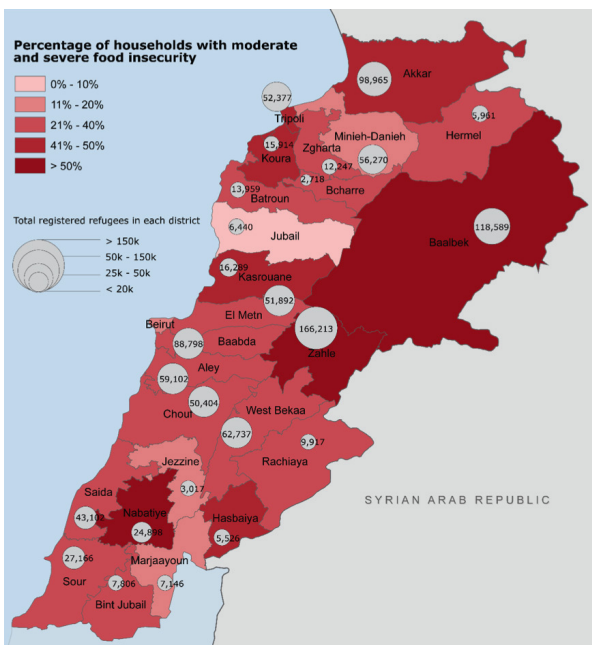 Percentage of households with moderate
and severe food insecurity
0% - 10%
11% - 20%
21% - 40%
41% - 50%
> 50%
Total registered refugees in each district
> 150k
50k - 150k
25k - 50k
< 20k
Akkar
98,965
52,377
Tripoli
5,961
Hermel
Minieh-Danieh
56,270
15,914
Koura
Zgharta
12,247
2,718
Bcharre
13,959
Batroun
6,440
Jubail
118,589
Baalbek
16,289
Kasrouane
51,892
El Metn
166,213
Zahle
Beirut
88,798
Baabda
Aley
59,102
50,404
Chouf
West Bekaa
62,737
9,917
Rachiaya
Jezzine
3,017
Saida
43,102
Nabatiye
24,898
Hasbaiya
5,526
SYRIAN ARAB REPUBLIC
27,166
Sour
Marjaayoun
7,806
7,146
Bint Jubail